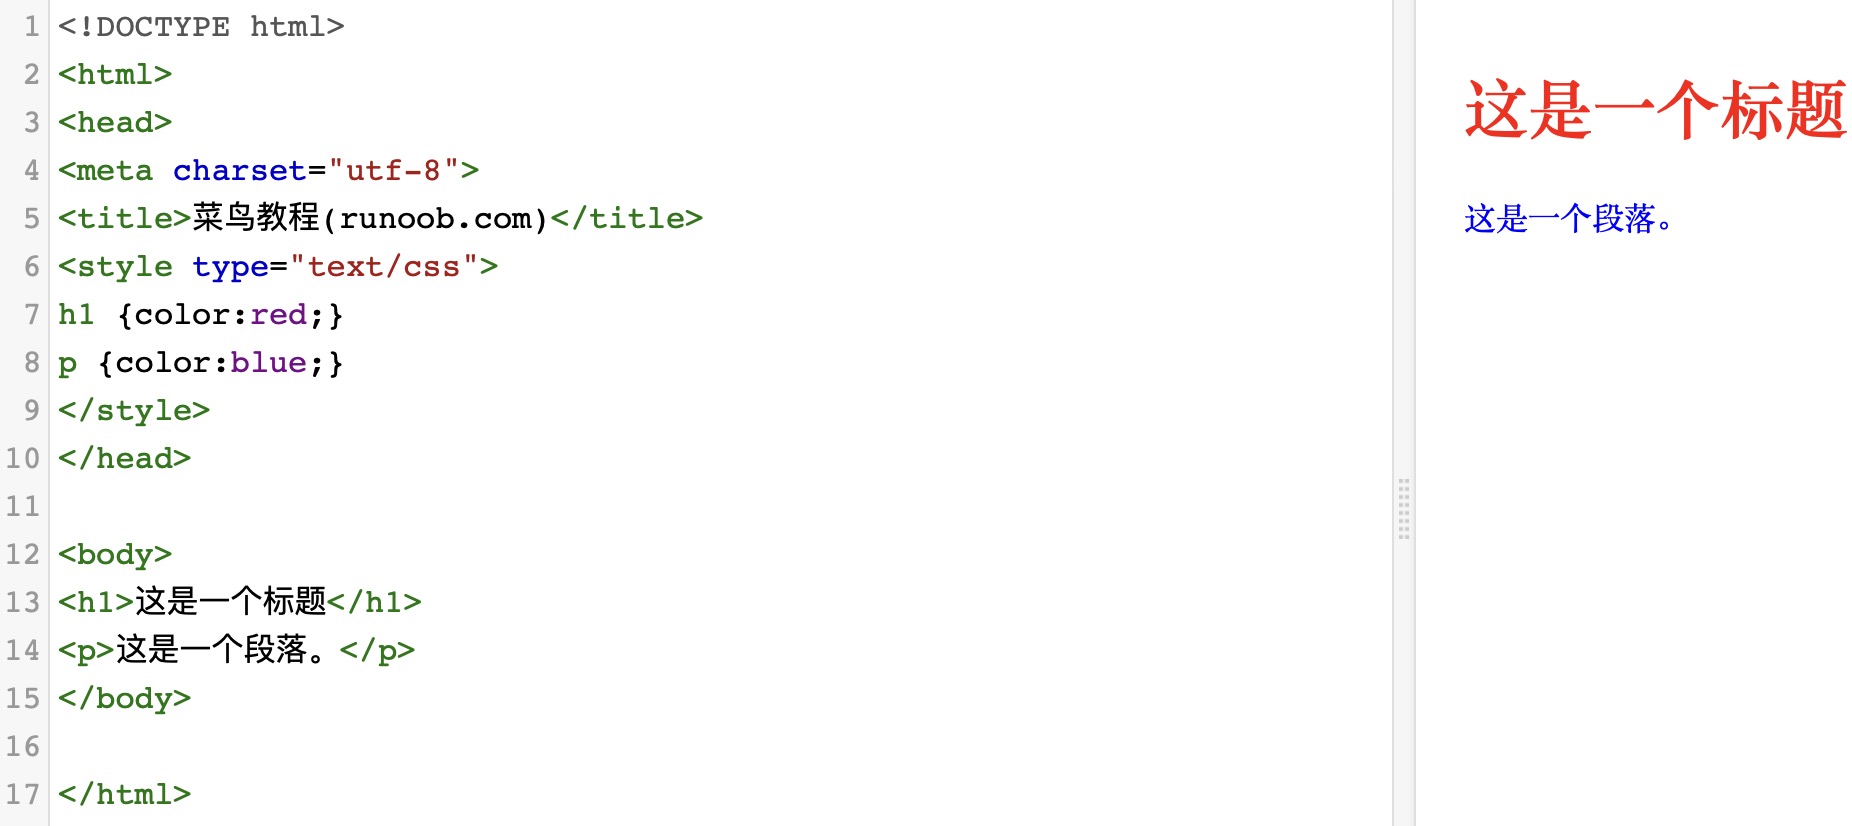 1 <!DOCTYPE html>
2 <html>
3 <head>
4 <meta charset="utf-8">
5 <title>菜鸟教程(runoob.com)</title>
6 <style type="text/css">
7 h1 {color:red;}
8 p {color:blue;}
9 </style>
10 </head>
11
12 <body>
13 <h1>这是一个标题</h1>
14 <p>这是一个段落。</p>
15 </body>
16
17 </html>
这是一个标题
这是一个段落。